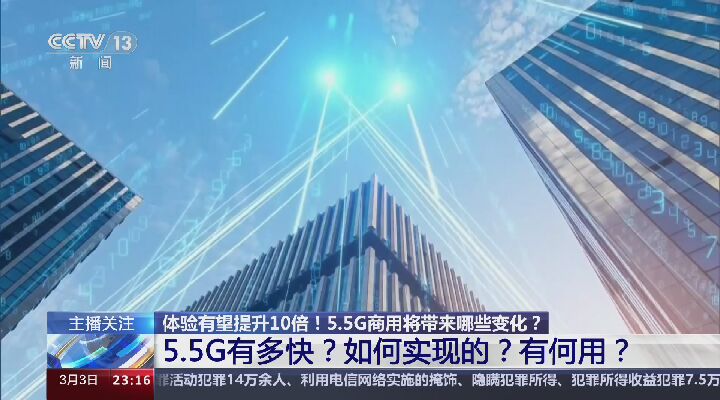 CCTV 13
新闻
主播关注
体验有望提升10倍！5.5G商用将带来哪些变化？
5.5G有多快？如何实现的？有何用？
3月3日 23:16 罪活动犯罪14万余人、利用电信网络实施的掩饰、隐瞒犯罪所得、犯罪所得收益犯罪7.5万